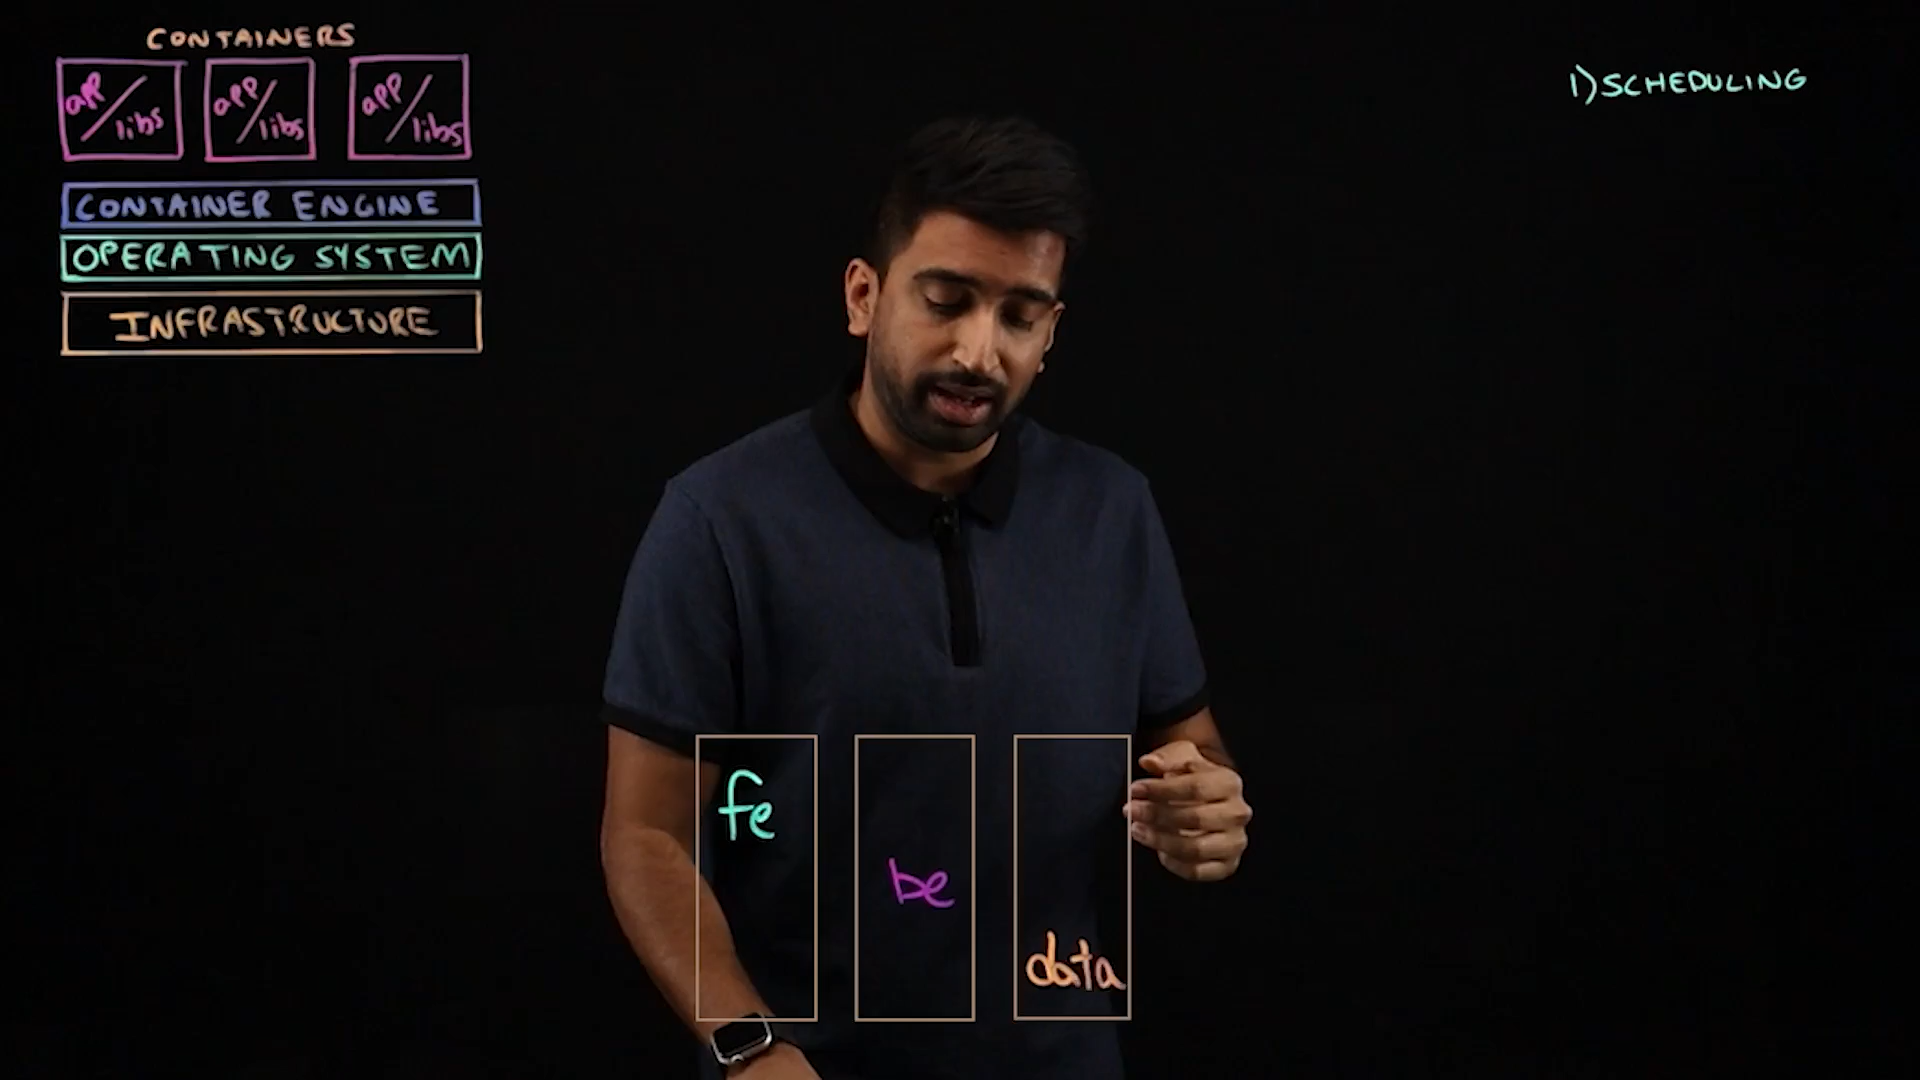 CONTAINERS
app/libs app/libs app/libs
CONTAINER ENGINE
OPERATING SYSTEM
INFRASTRUCTURE
1) SCHEDULING
fe
be
data